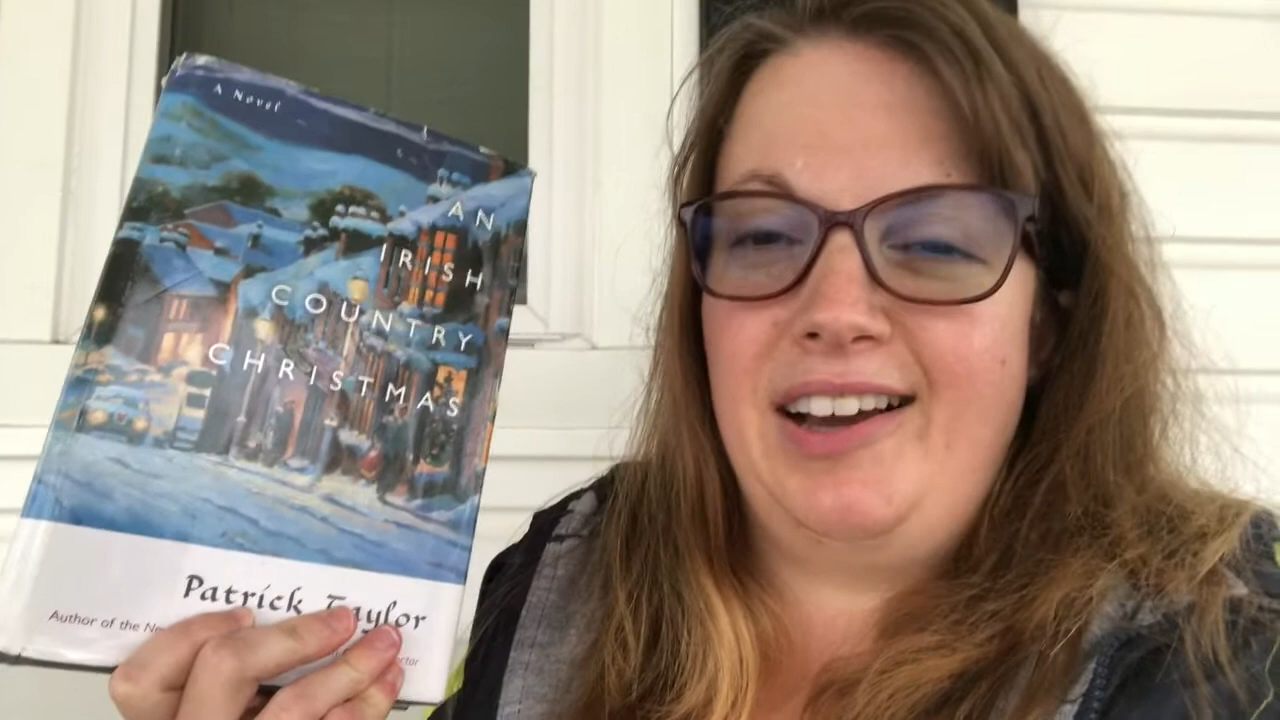 A Novel
AN
IRISH
COUNTRY
CHRISTMAS
Patrick Taylor
Author of the